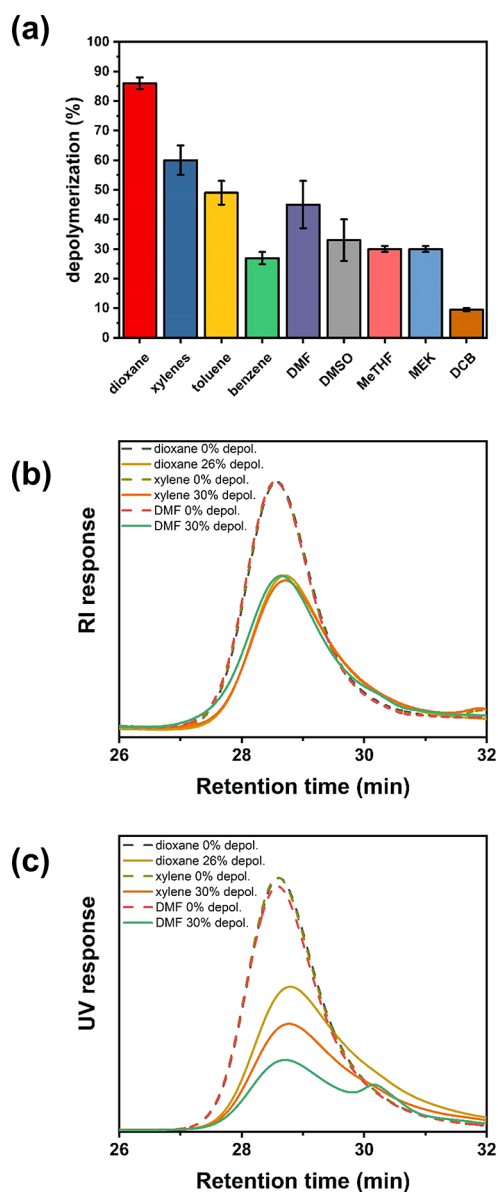 (a)
depolymerization (%)
100
90
80
70
60
50
40
30
20
10
0
dioxane
xylenes
toluene
benzene
DMF
DMSO
MeTHF
MEK
DCB
(b)
RI response
dioxane 0% depol.
dioxane 26% depol.
xylene 0% depol.
xylene 30% depol.
DMF 0% depol.
DMF 30% depol.
26
28
30
32
Retention time (min)
(c)
UV response
dioxane 0% depol.
dioxane 26% depol.
xylene 0% depol.
xylene 30% depol.
DMF 0% depol.
DMF 30% depol.
26
28
30
32
Retention time (min)